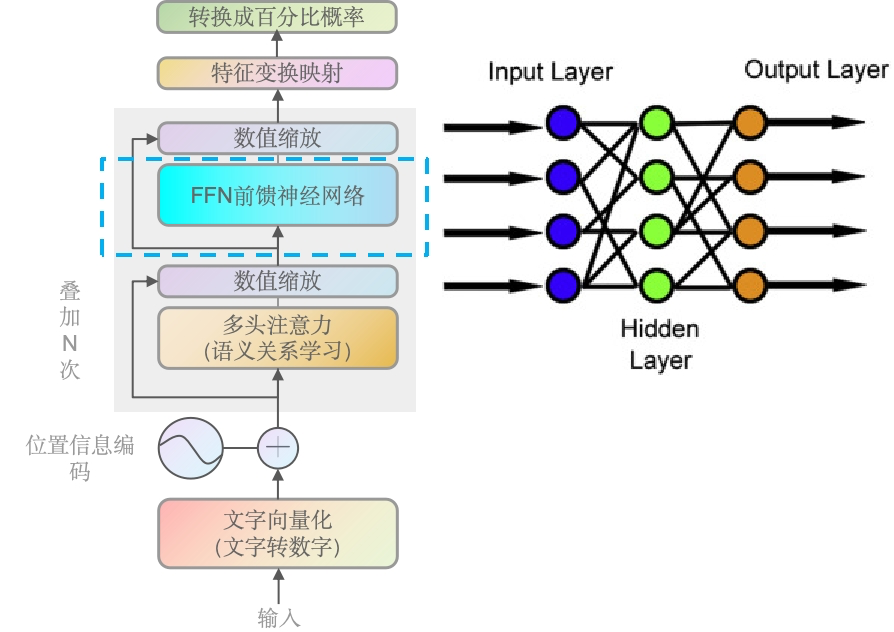 转换成百分比概率
特征变换映射
数值缩放
FFN前馈神经网络
数值缩放
多头注意力
(语义关系学习)
叠
加
N
次
位置信息编
码
文字向量化
(文字转数字)
输入
Input Layer
Output Layer
Hidden
Layer